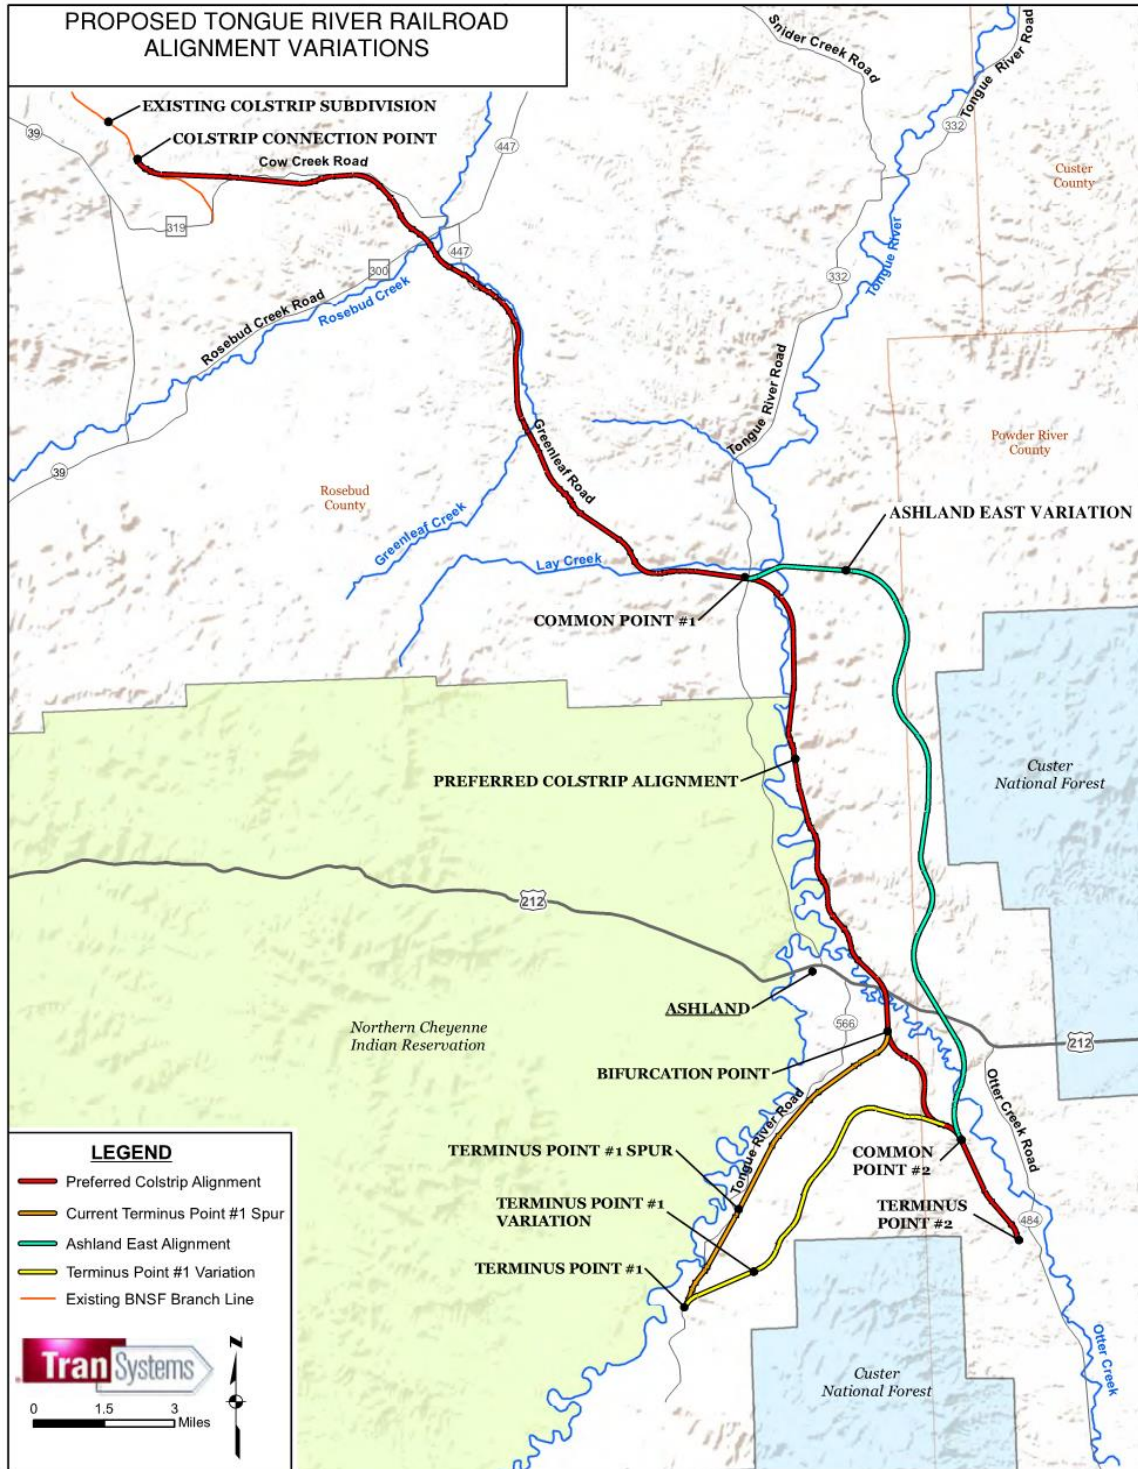 PROPOSED TONGUE RIVER RAILROAD
ALIGNMENT VARIATIONS
Snider Creek Road
Tongue River Road
EXISTING COLSTRIP SUBDIVISION
39
332
COLSTRIP CONNECTION POINT
447
Cow Creek Road
Custer
County
319
447
Tongue River
300
332
Rosebud Creek
Rosebud Creek Road
Tongue River Road
Greenleaf Road
Powder River
County
39
Rosebud
County
ASHLAND EAST VARIATION
Greenleaf Creek
Lay Creek
COMMON POINT #1
Custer
National Forest
PREFERRED COLSTRIP ALIGNMENT
212
ASHLAND
566
Northern Cheyenne
Indian Reservation
212
BIFURCATION POINT
Otter Creek Road
Tongue River Road
LEGEND
Preferred Colstrip Alignment
Current Terminus Point #1 Spur
Ashland East Alignment
Terminus Point #1 Variation
Existing BNSF Branch Line
TERMINUS POINT #1 SPUR
COMMON
POINT #2
TERMINUS POINT #1
VARIATION
TERMINUS
POINT #2
484
TERMINUS POINT #1
Otter Creek
Custer
National Forest
TranSystems
N
0 1.5 3
Miles